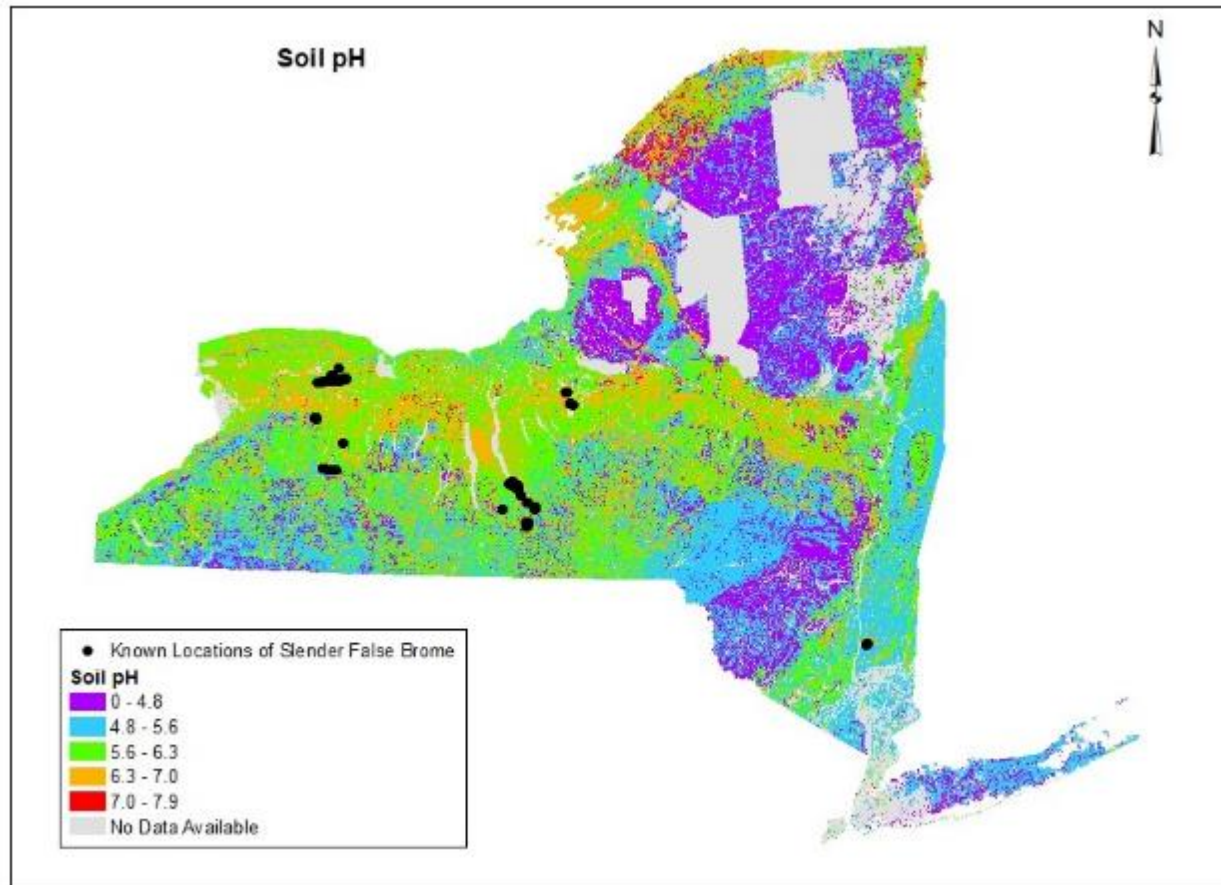 Soil pH
N
Known Locations of Slender False Brome
Soil pH
0 - 4.8
4.8 - 5.6
5.6 - 6.3
6.3 - 7.0
7.0 - 7.9
No Data Available